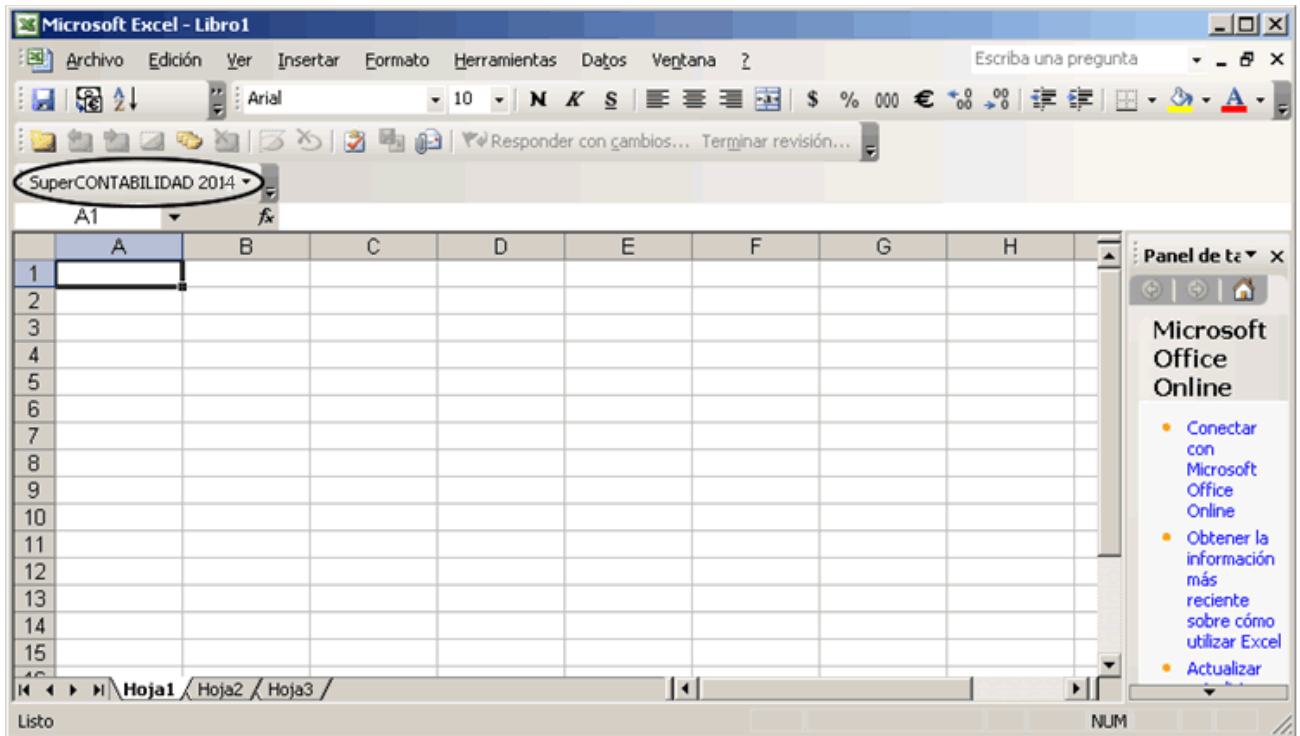 Microsoft Excel - Libro1
Archivo Edición Ver Insertar Formato Herramientas Datos Ventana ? Escriba una pregunta
Arial 10 N K S $ % 000 €
Responder con cambios... Terminar revisión...
SuperCONTABILIDAD 2014
A1 fx
A B C D E F G H
1
2
3
4
5
6
7
8
9
10
11
12
13
14
15
Panel de ta
Microsoft
Office
Online
Conectar
con
Microsoft
Office
Online
Obtener la
información
más
reciente
sobre cómo
utilizar Excel
Actualizar
Hoja1 Hoja2 Hoja3
Listo NUM